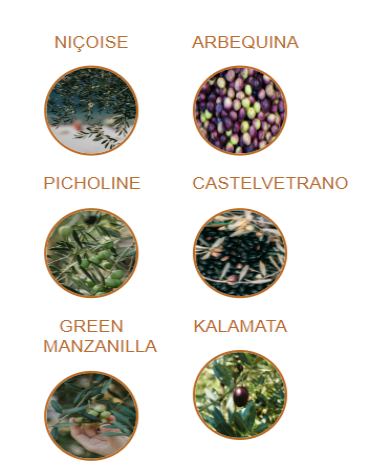 NIÇOISE
ARBEQUINA
PICHOLINE
CASTELVETRANO
GREEN
MANZANILLA
KALAMATA